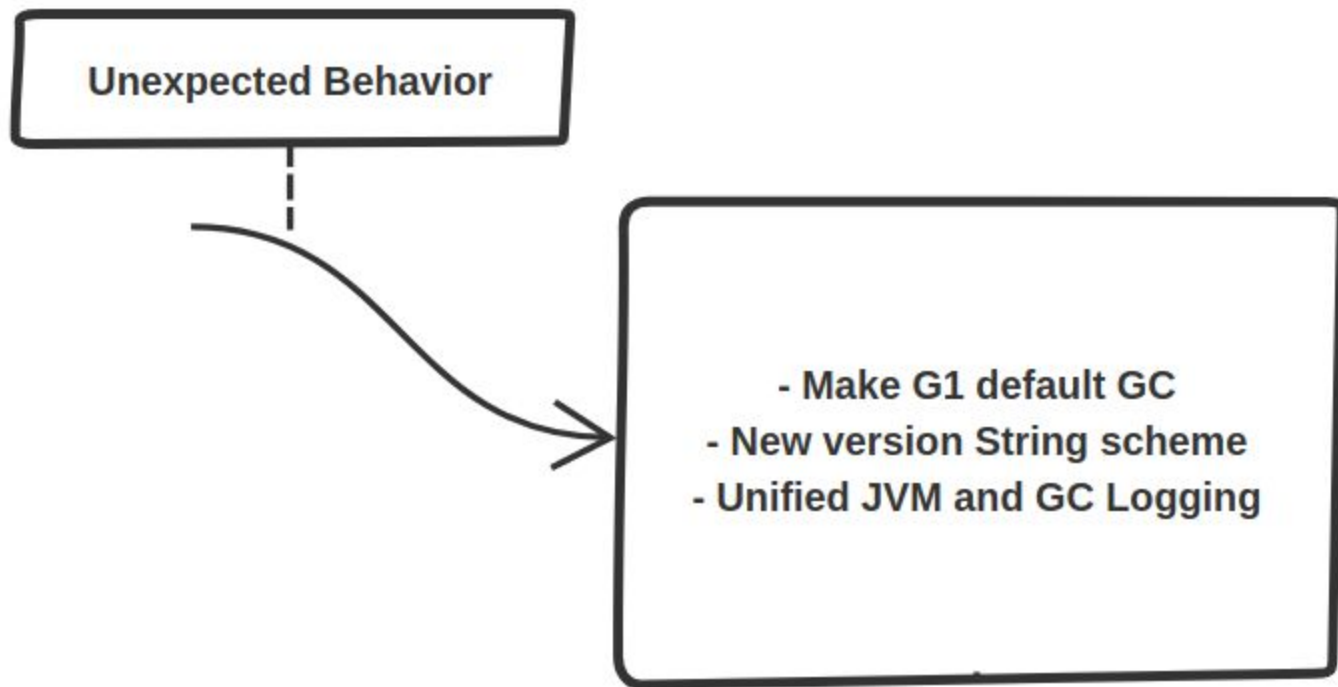 Unexpected Behavior
- Make G1 default GC
- New version String scheme
- Unified JVM and GC Logging